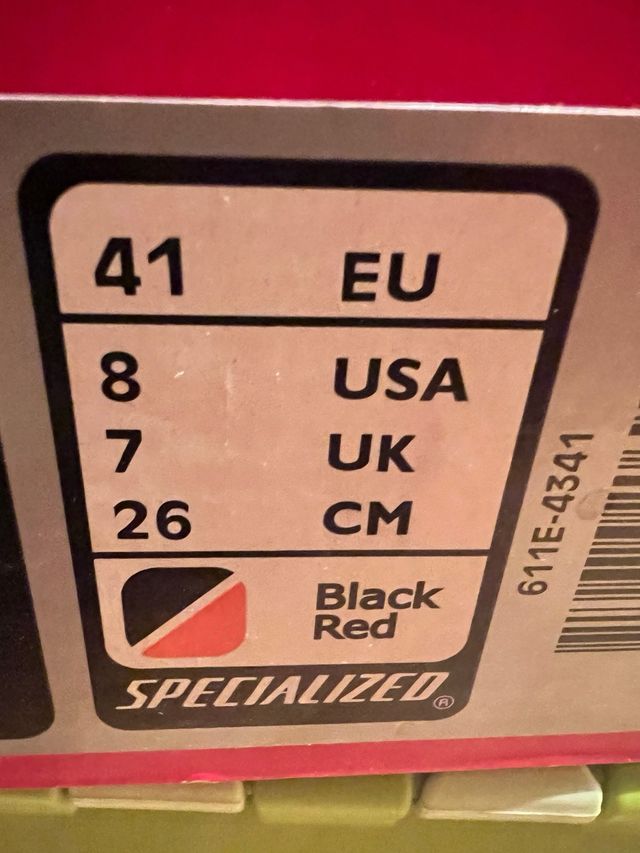 41 EU
8 USA
7 UK
26 CM
Black
Red
SPECIALIZED®
611E-4341